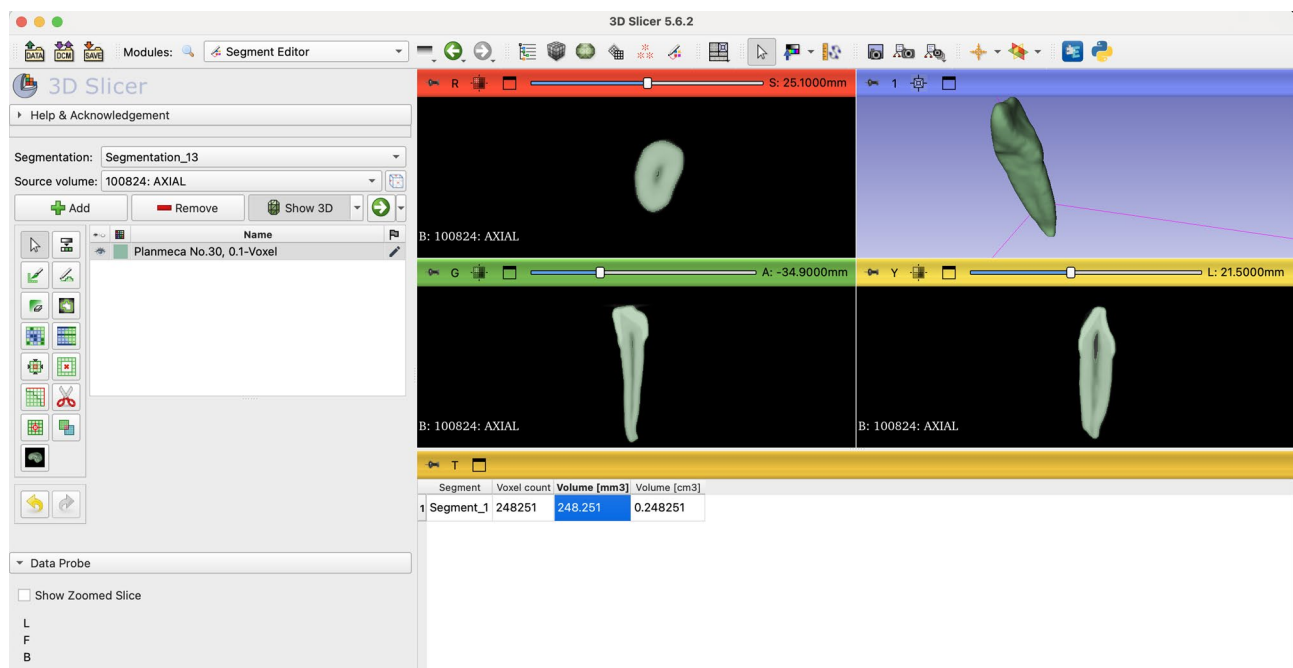 3D Slicer 5.6.2
DATA DCM SAVE Modules: Segment Editor
3D Slicer
Help & Acknowledgement
Segmentation: Segmentation_13
Source volume: 100824: AXIAL
Add Remove Show 3D
Name
Planmeca No.30, 0.1-Voxel
Data Probe
Show Zoomed Slice
L
F
B
R S: 25.1000mm
B: 100824: AXIAL
1
G A: -34.9000mm
B: 100824: AXIAL
Y L: 21.5000mm
B: 100824: AXIAL
T
Segment Voxel count Volume [mm3] Volume [cm3]
1 Segment_1 248251 248.251 0.248251